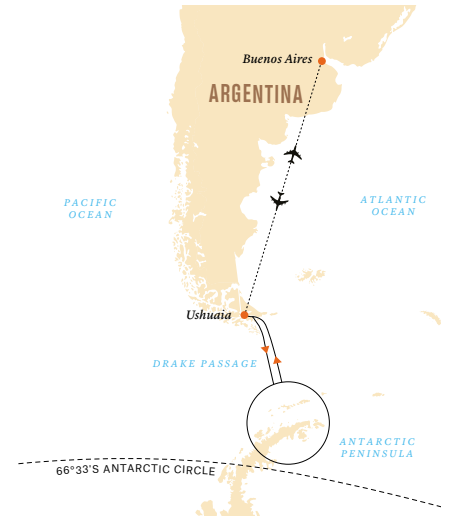 Buenos Aires
ARGENTINA
PACIFIC
OCEAN
ATLANTIC
OCEAN
Ushuaia
DRAKE PASSAGE
ANTARCTIC
PENINSULA
66°33'S ANTARCTIC CIRCLE